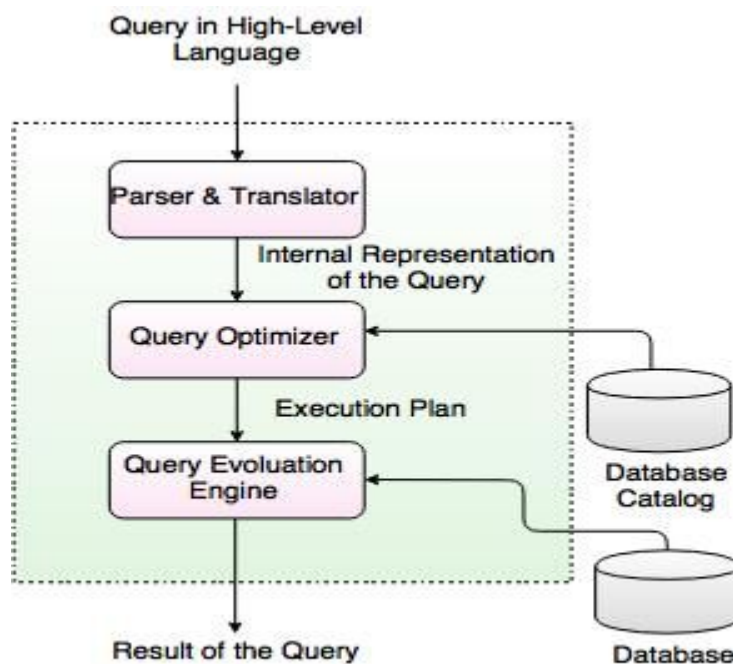 Query in High-Level
Language
Parser & Translator
Internal Representation
of the Query
Query Optimizer
Execution Plan
Query Evoluation
Engine
Database
Catalog
Result of the Query
Database